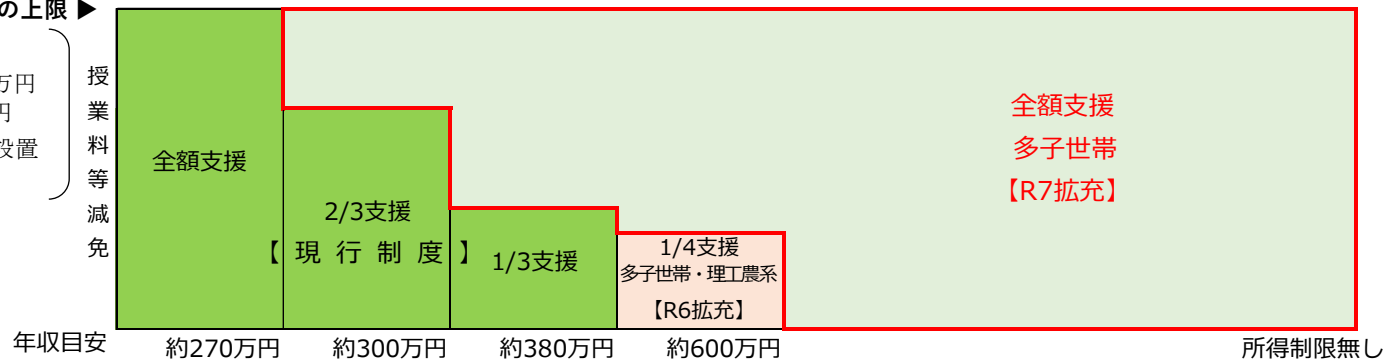 の上限 ▶
万円
円
設置
授業料等減免
全額支援
2/3支援
【 現 行 制 度 】
1/3支援
1/4支援
多子世帯・理工農系
【R6拡充】
全額支援
多子世帯
【R7拡充】
年収目安
約270万円
約300万円
約380万円
約600万円
所得制限無し